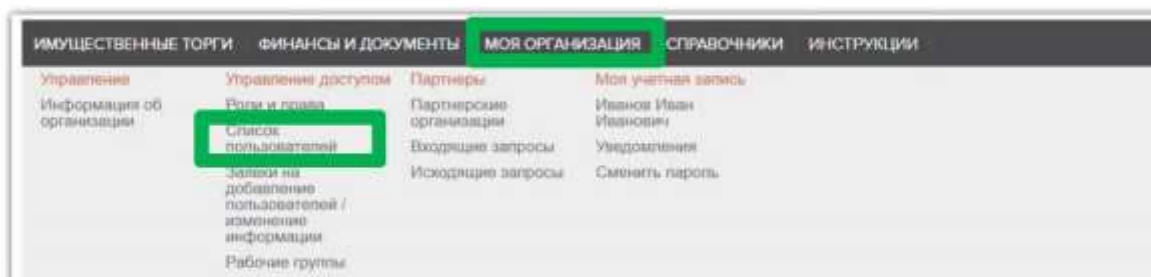 ИМУЩЕСТВЕННЫЕ ТОРГИ ФИНАНСЫ И ДОКУМЕНТЫ МОЯ ОРГАНИЗАЦИЯ СПРАВОЧНИКИ ИНСТРУКЦИИ
Управление
Информация об
организации
Управление доступом
Роли и права
Список
пользователей
Заявки на
добавление
пользователей /
изменение
информации
Рабочие группы
Партнеры
Партнерские
организации
Входящие запросы
Исходящие запросы
Моя учетная запись
Иванов Иван
Иванович
Уведомления
Сменить пароль